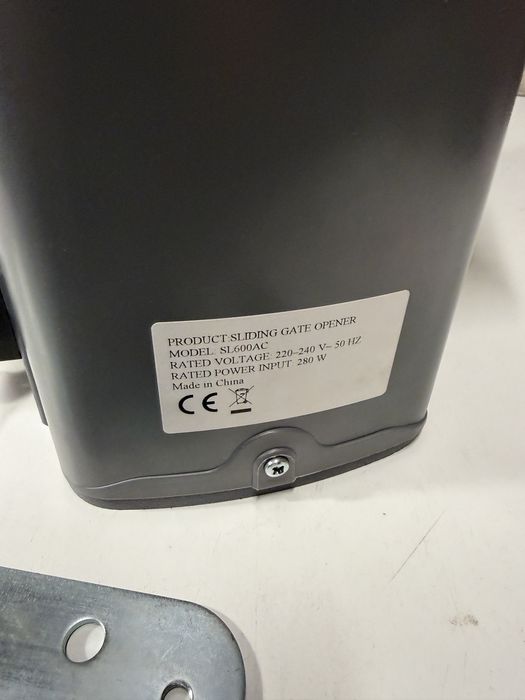 PRODUCT:SLIDING GATE OPENER
MODEL: SL600AC
RATED VOLTAGE: 220–240 V~ 50 HZ
RATED POWER INPUT: 280 W
Made in China
CE